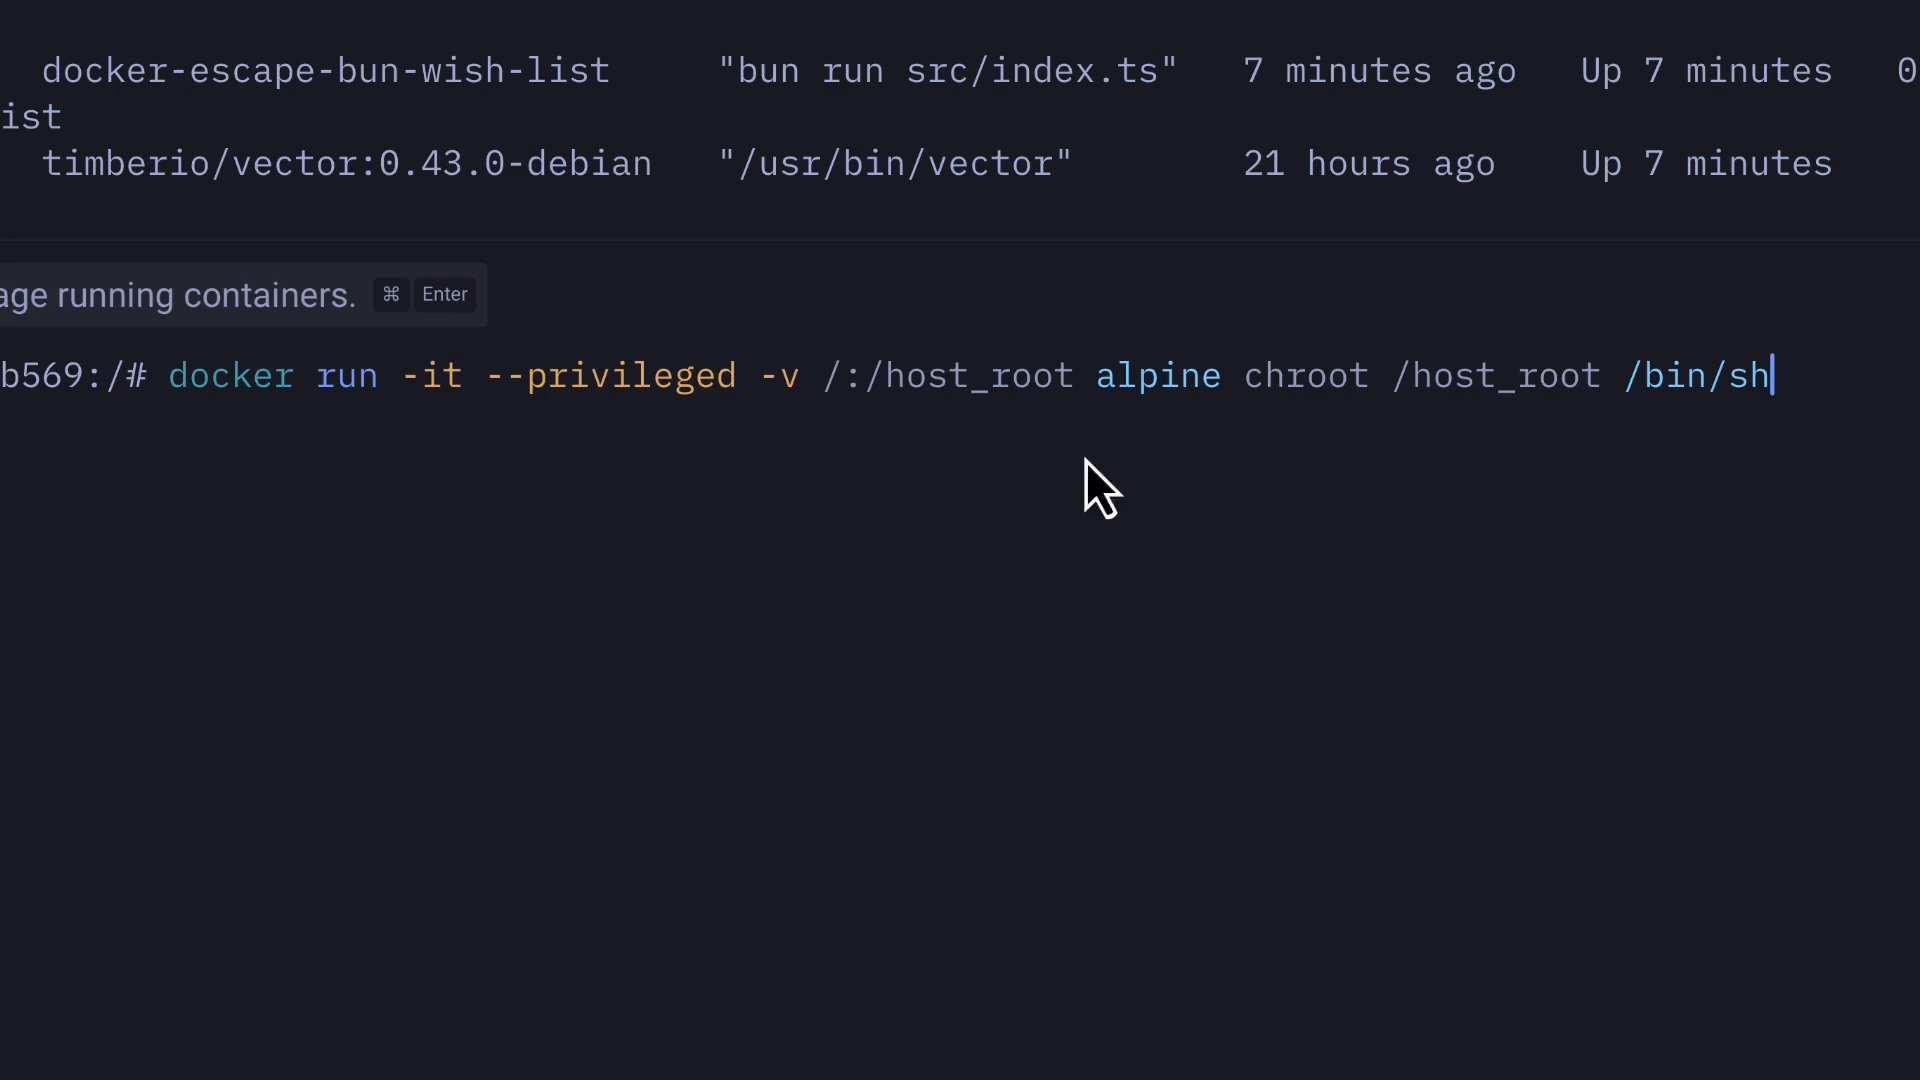 docker-escape-bun-wish-list "bun run src/index.ts" 7 minutes ago Up 7 minutes 0
ist
timberio/vector:0.43.0-debian "/usr/bin/vector" 21 hours ago Up 7 minutes
age running containers. ⌘ Enter
b569:/# docker run -it --privileged -v /:/host_root alpine chroot /host_root /bin/sh